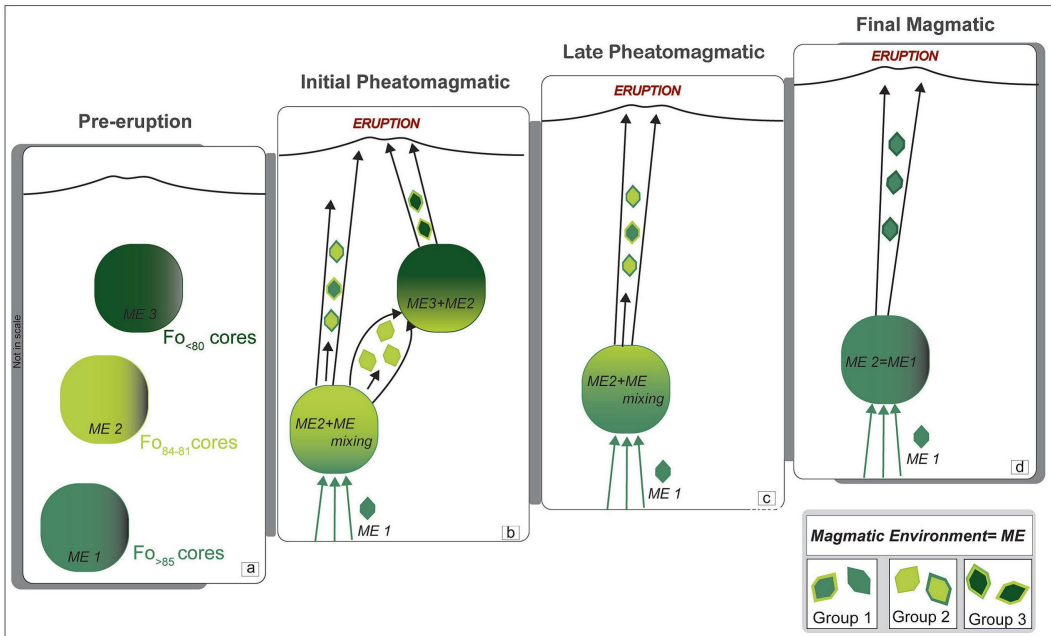 Pre-eruption
Not in scale
ME 3
Fo<80 cores
ME 2
Fo84-81 cores
ME 1
Fo>85 cores
a
Initial Pheatomagmatic
ERUPTION
ME3+ME2
ME2+ME
mixing
ME 1
b
Late Pheatomagmatic
ERUPTION
ME2+ME
mixing
ME 1
c
Final Magmatic
ERUPTION
ME 2=ME1
ME 1
d
Magmatic Environment= ME
Group 1
Group 2
Group 3